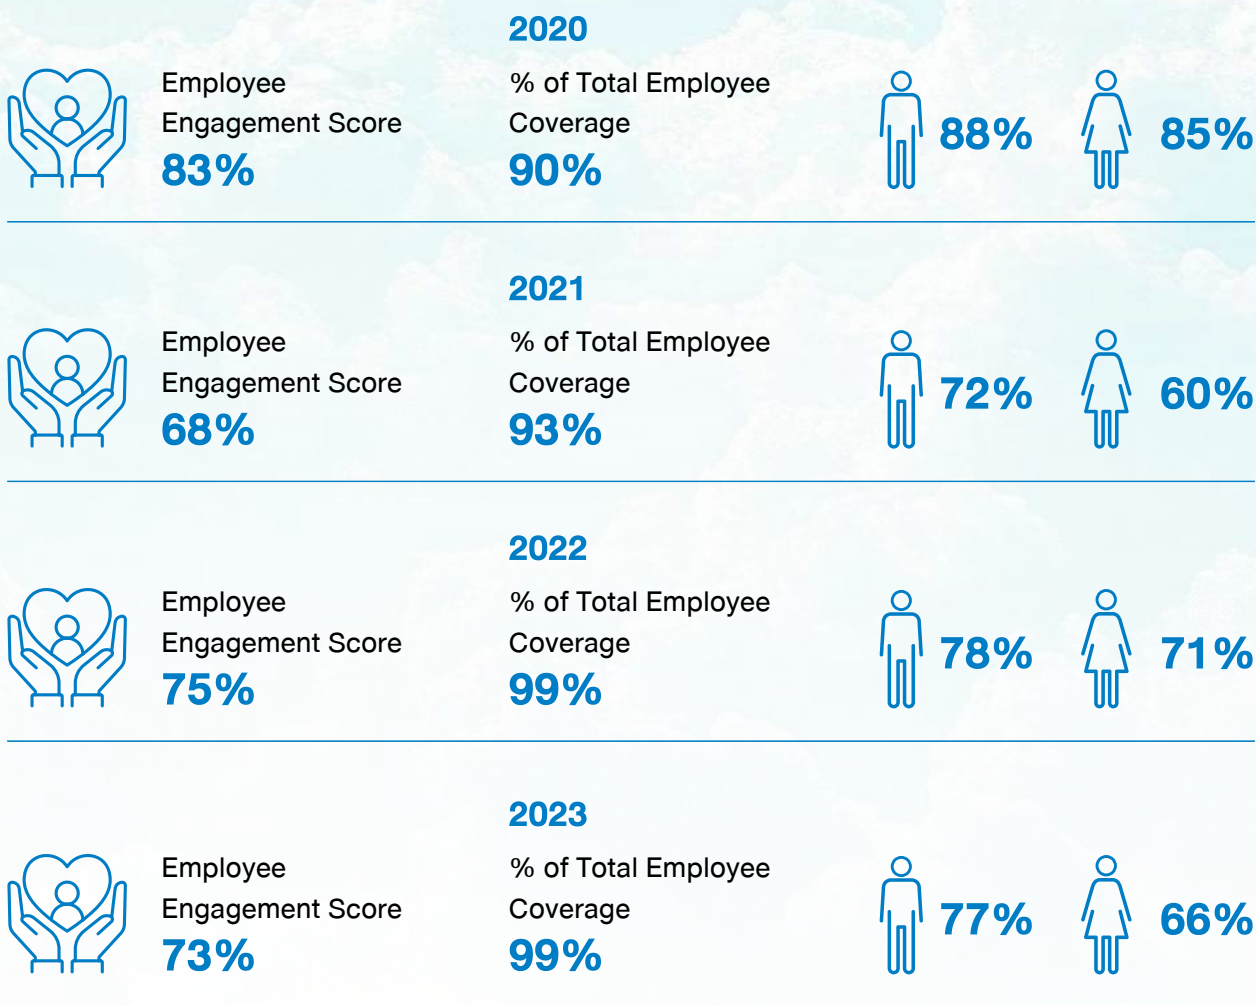 2020
Employee
Engagement Score
83%
% of Total Employee
Coverage
90%
88%
85%
2021
Employee
Engagement Score
68%
% of Total Employee
Coverage
93%
72%
60%
2022
Employee
Engagement Score
75%
% of Total Employee
Coverage
99%
78%
71%
2023
Employee
Engagement Score
73%
% of Total Employee
Coverage
99%
77%
66%